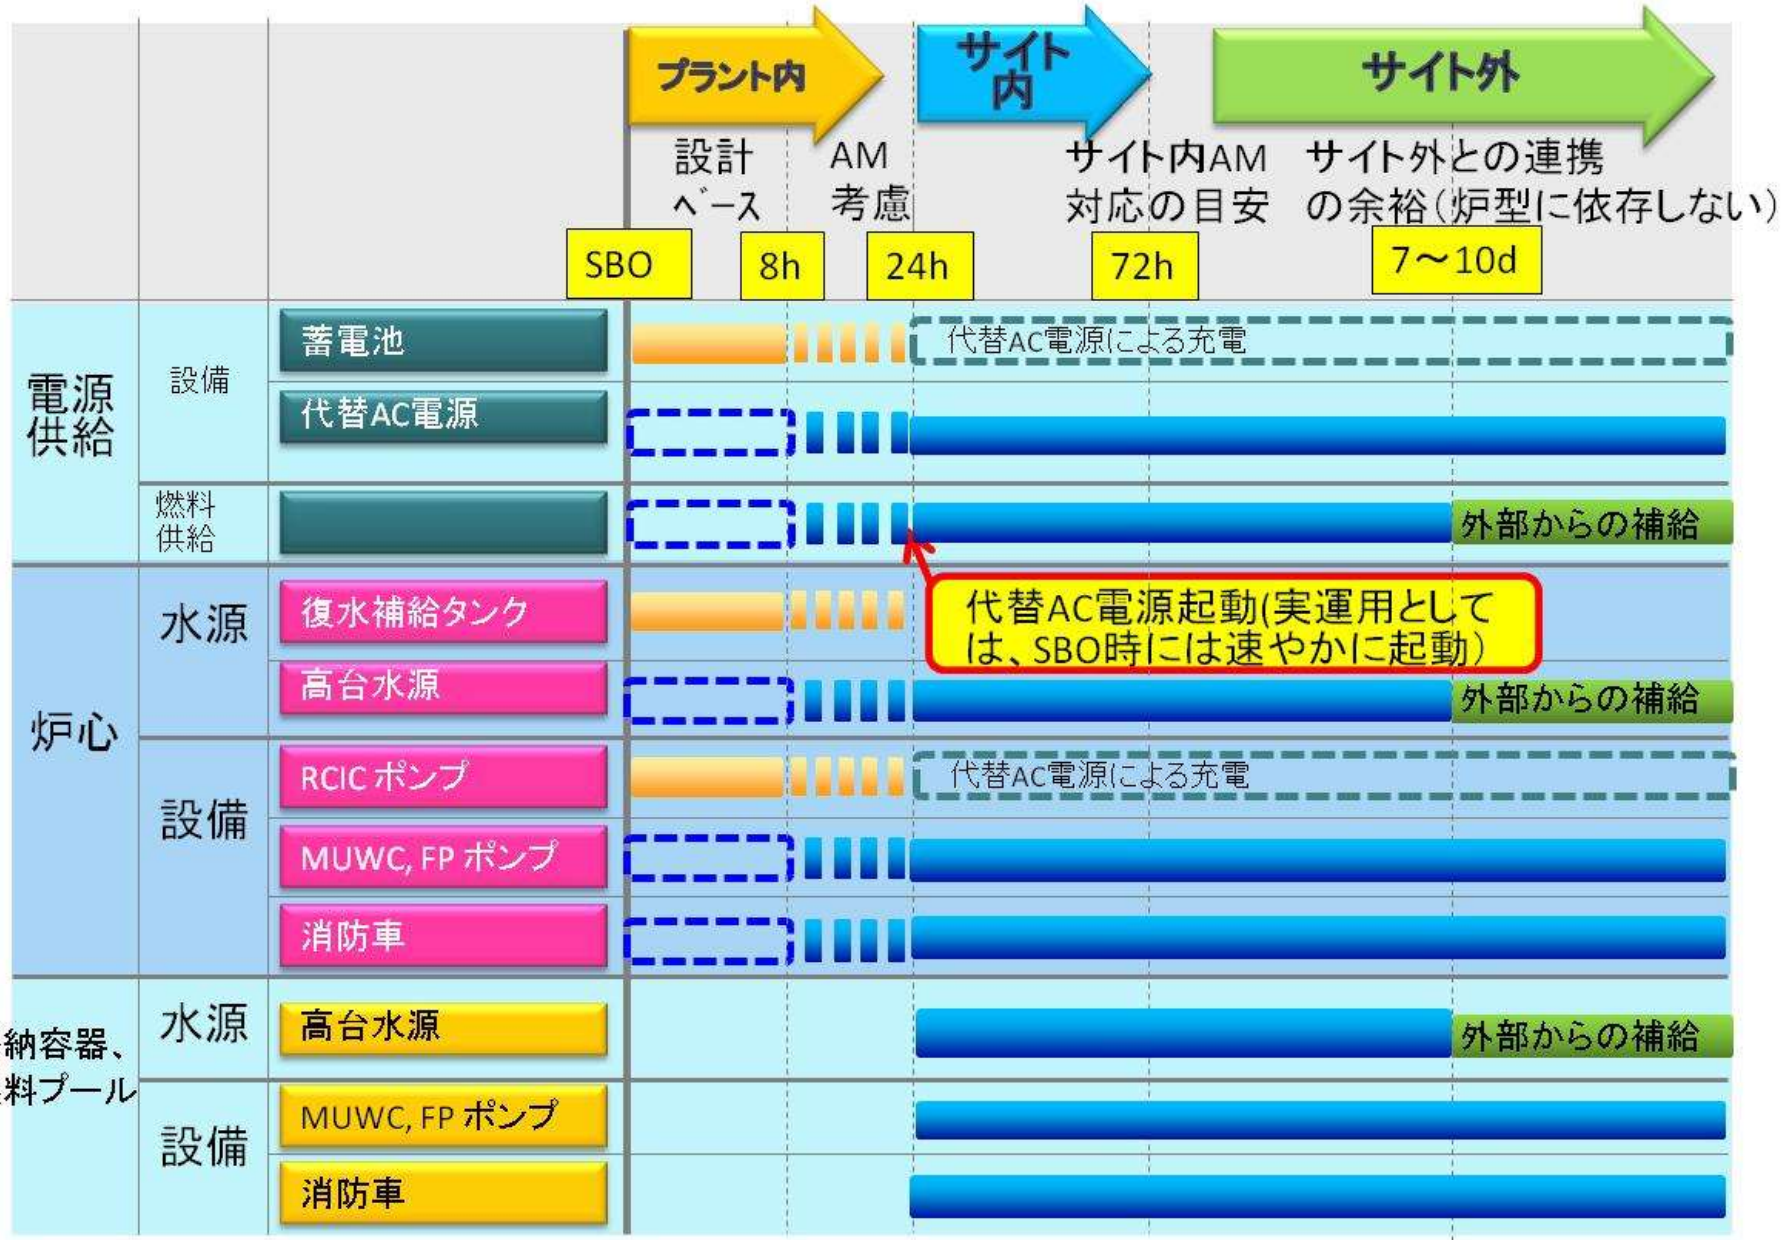 プラント内
サイト
内
サイト外
設計
ベース
AM
考慮
サイト内AM
対応の目安
サイト外との連携
の余裕(炉型に依存しない)
SBO
8h
24h
72h
7～10d
電源
供給
設備
蓄電池
代替AC電源による充電
代替AC電源
燃料
供給
外部からの補給
代替AC電源起動(実運用として
は、SBO時には速やかに起動)
炉心
水源
復水補給タンク
高台水源
外部からの補給
設備
RCIC ポンプ
代替AC電源による充電
MUWC, FP ポンプ
消防車
納容器、
料プール
水源
高台水源
外部からの補給
設備
MUWC, FP ポンプ
消防車